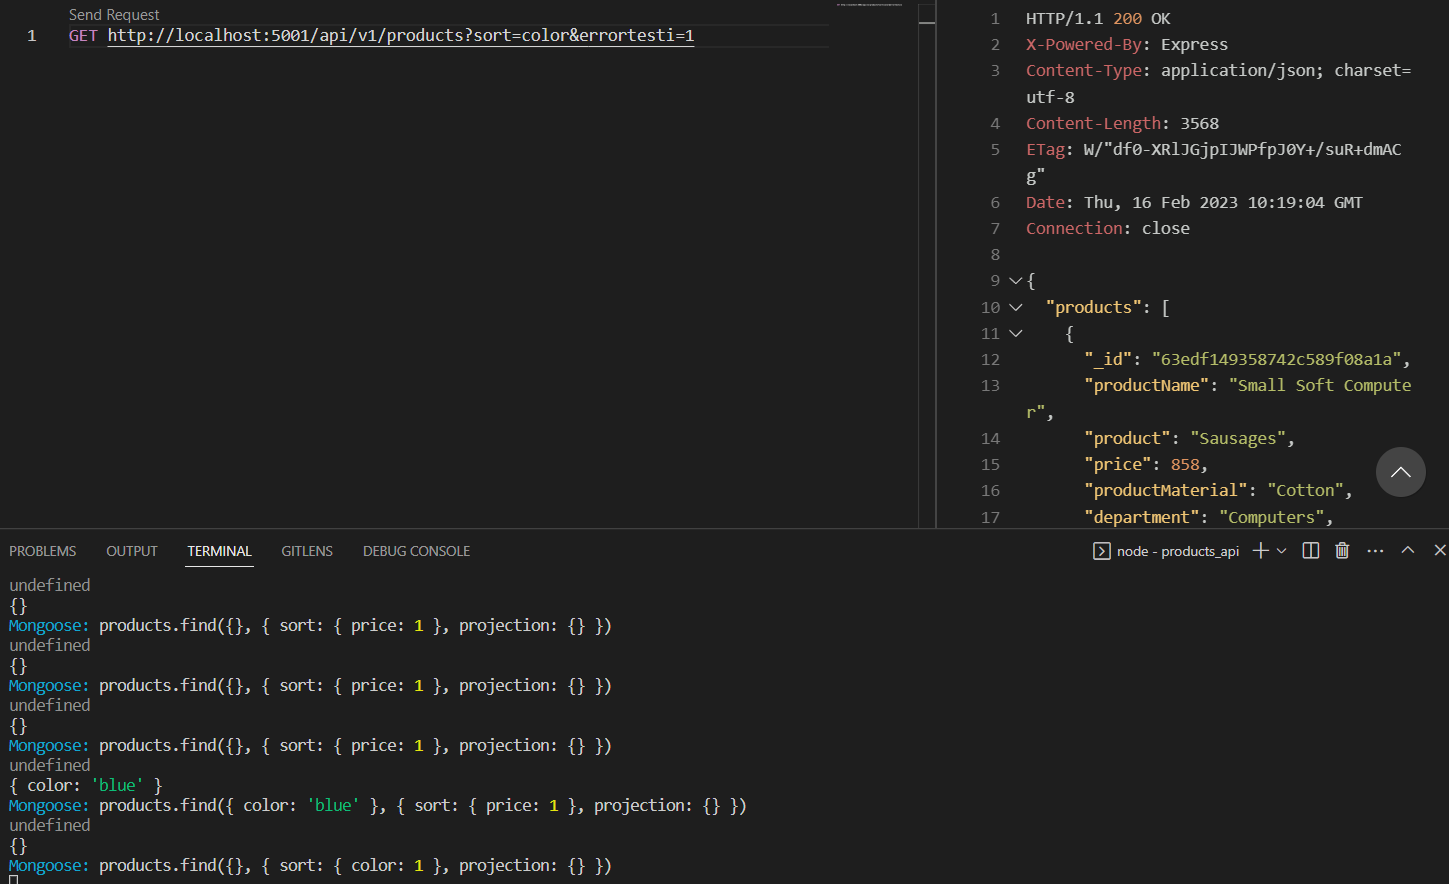 Send Request
1 GET http://localhost:5001/api/v1/products?sort=color&errortesti=1
1 HTTP/1.1 200 OK
2 X-Powered-By: Express
3 Content-Type: application/json; charset=
utf-8
4 Content-Length: 3568
5 ETag: W/"df0-XRlJGjpIJWPfpJ0Y+/suR+dmAC
g"
6 Date: Thu, 16 Feb 2023 10:19:04 GMT
7 Connection: close
8
9 {
10 "products": [
11 {
12 "_id": "63edf149358742c589f08a1a",
13 "productName": "Small Soft Compute
r",
14 "product": "Sausages",
15 "price": 858,
16 "productMaterial": "Cotton",
17 "department": "Computers",
PROBLEMS OUTPUT TERMINAL GITLENS DEBUG CONSOLE node - products_api
undefined
{}
Mongoose: products.find({}, { sort: { price: 1 }, projection: {} })
undefined
{}
Mongoose: products.find({}, { sort: { price: 1 }, projection: {} })
undefined
{}
Mongoose: products.find({}, { sort: { price: 1 }, projection: {} })
undefined
{ color: 'blue' }
Mongoose: products.find({ color: 'blue' }, { sort: { price: 1 }, projection: {} })
undefined
{}
Mongoose: products.find({}, { sort: { color: 1 }, projection: {} })